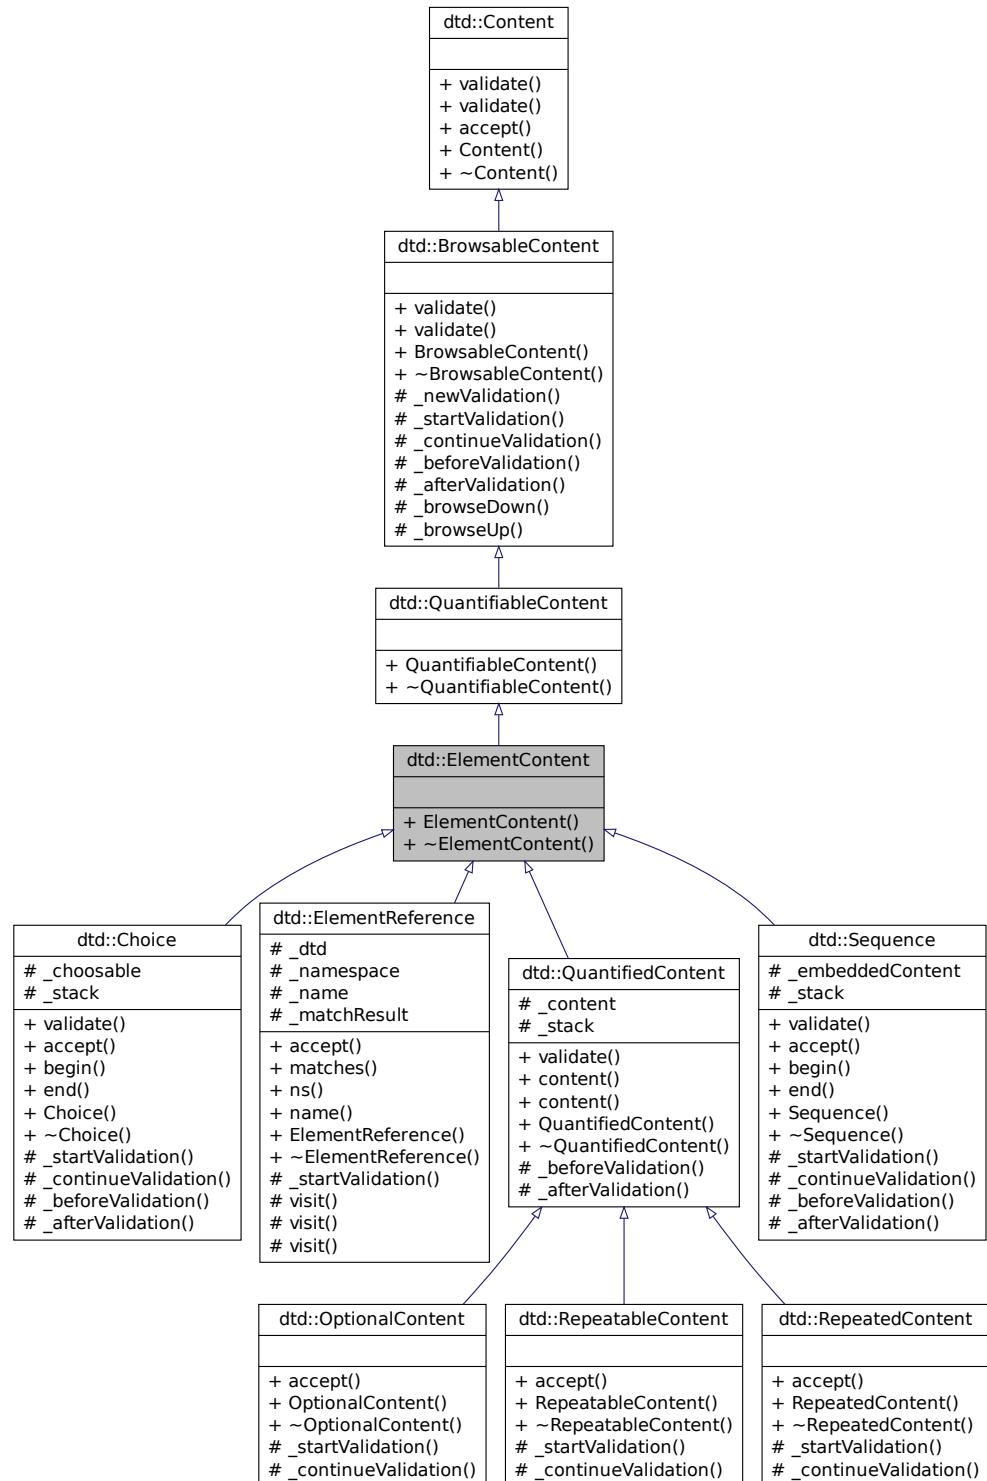 dtd::Content
+ validate()
+ validate()
+ accept()
+ Content()
+ ~Content()
dtd::BrowsableContent
+ validate()
+ validate()
+ BrowsableContent()
+ ~BrowsableContent()
# _newValidation()
# _startValidation()
# _continueValidation()
# _beforeValidation()
# _afterValidation()
# _browseDown()
# _browseUp()
dtd::QuantifiableContent
+ QuantifiableContent()
+ ~QuantifiableContent()
dtd::ElementContent
+ ElementContent()
+ ~ElementContent()
dtd::Choice
# _choosable
# _stack
+ validate()
+ accept()
+ begin()
+ end()
+ Choice()
+ ~Choice()
# _startValidation()
# _continueValidation()
# _beforeValidation()
# _afterValidation()
dtd::ElementReference
# _dtd
# _namespace
# _name
# _matchResult
+ accept()
+ matches()
+ ns()
+ name()
+ ElementReference()
+ ~ElementReference()
# _startValidation()
# visit()
# visit()
# visit()
dtd::QuantifiedContent
# _content
# _stack
+ validate()
+ content()
+ content()
+ QuantifiedContent()
+ ~QuantifiedContent()
# _beforeValidation()
# _afterValidation()
dtd::Sequence
# _embeddedContent
# _stack
+ validate()
+ accept()
+ begin()
+ end()
+ Sequence()
+ ~Sequence()
# _startValidation()
# _continueValidation()
# _beforeValidation()
# _afterValidation()
dtd::OptionalContent
+ accept()
+ OptionalContent()
+ ~OptionalContent()
# _startValidation()
# _continueValidation()
dtd::RepeatableContent
+ accept()
+ RepeatableContent()
+ ~RepeatableContent()
# _startValidation()
# _continueValidation()
dtd::RepeatedContent
+ accept()
+ RepeatedContent()
+ ~RepeatedContent()
# _startValidation()
# _continueValidation()